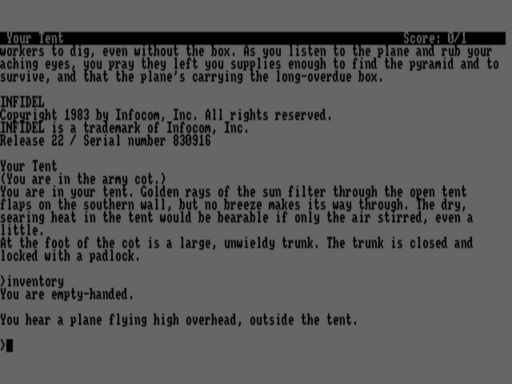 Your Tent Score: 0/1
workers to dig, even without the box. As you listen to the plane and rub your
aching eyes, you pray they left you supplies enough to find the pyramid and to
survive, and that the plane's carrying the long-overdue box.
INFIDEL
Copyright 1983 by Infocom, Inc. All rights reserved.
INFIDEL is a trademark of Infocom, Inc.
Release 22 / Serial number 830916
Your Tent
(You are in the army cot.)
You are in your tent. Golden rays of the sun filter through the open tent
flaps on the southern wall, but no breeze makes its way through. The dry,
searing heat in the tent would be bearable if only the air stirred, even a
little.
At the foot of the cot is a large, unwieldy trunk. The trunk is closed and
locked with a padlock.
>inventory
You are empty-handed.
You hear a plane flying high overhead, outside the tent.
>